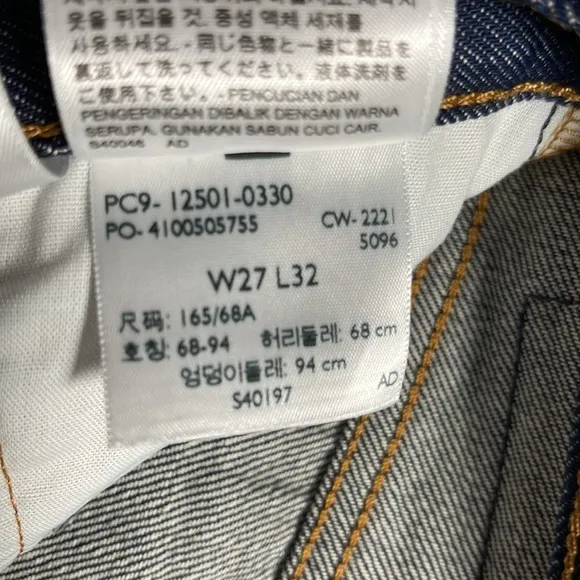 옷을 뒤집을 것. 중성 액체 세제를
사용하세요. - 同じ色物と一緒に製品を
裏返して洗ってください。液体洗剤を
ご使用下さい。 - PENCUCIAN DAN
PENGERINGAN DIBALIK DENGAN WARNA
SERUPA. GUNAKAN SABUN CUCI CAIR.
S40046 AD
PC9- 12501-0330
PO- 4100505755 CW- 2221
5096
W27 L32
尺码: 165/68A
호칭: 68-94 허리둘레: 68 cm
엉덩이둘레: 94 cm
S40197 AD